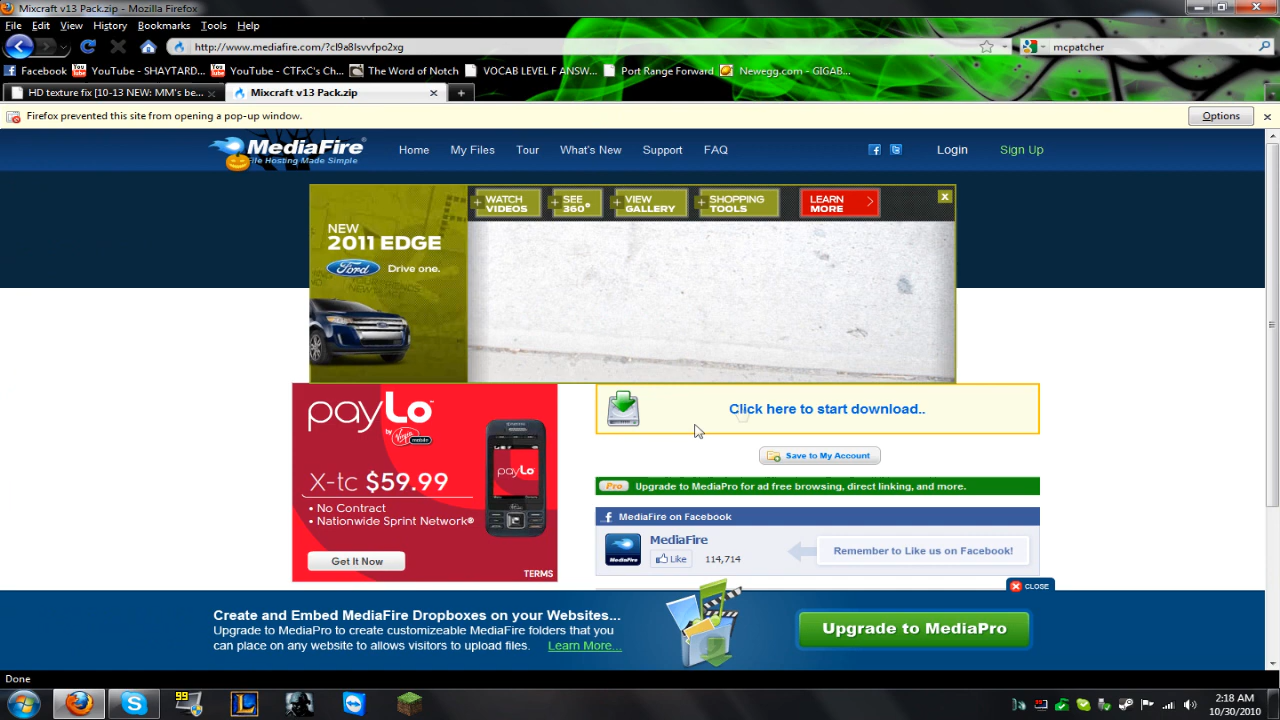 Mixcraft v13 Pack.zip - Mozilla Firefox
File Edit View History Bookmarks Tools Help
http://www.mediafire.com/?cl9a8lsvvfpo2xg
mcpatcher
Facebook YouTube - SHAYTARD... YouTube - CTFxC's Ch... The Word of Notch VOCAB LEVEL F ANSW... Port Range Forward Newegg.com - GIGAB...
HD texture fix [10-13 NEW: MM's be... Mixcraft v13 Pack.zip
Firefox prevented this site from opening a pop-up window. Options
MediaFire
File Hosting Made Simple
Home My Files Tour What's New Support FAQ Login Sign Up
WATCH VIDEOS SEE 360° VIEW GALLERY SHOPPING TOOLS LEARN MORE
NEW
2011 EDGE
Ford Drive one.
payLo
by Virgin mobile
X-tc $59.99
• No Contract
• Nationwide Sprint Network®
Get It Now
TERMS
payLo
Click here to start download..
Save to My Account
Pro Upgrade to MediaPro for ad free browsing, direct linking, and more.
MediaFire on Facebook
MediaFire
Like 114,714
Remember to Like us on Facebook!
MediaFire
CLOSE
Create and Embed MediaFire Dropboxes on your Websites...
Upgrade to MediaPro to create customizeable MediaFire folders that you
can place on any website to allows visitors to upload files. Learn More...
Upgrade to MediaPro
Done
99
2:18 AM
10/30/2010